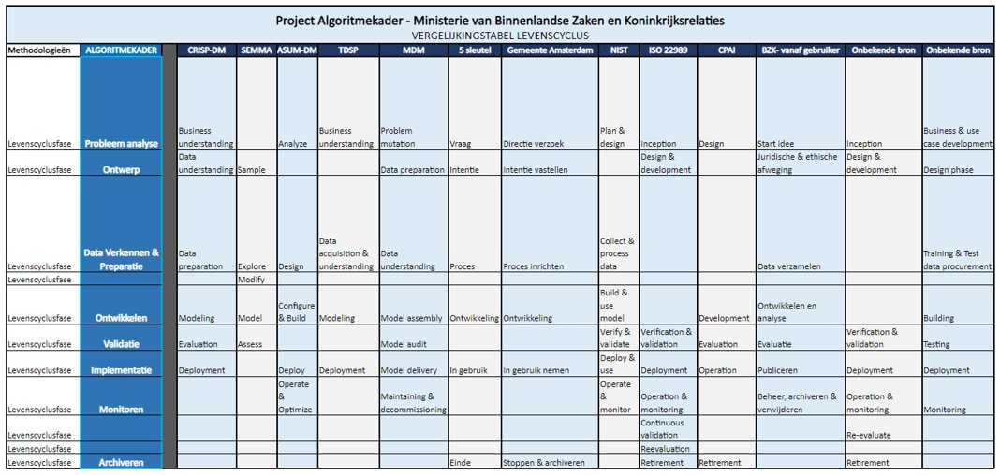 Project Algoritmekader - Ministerie van Binnenlandse Zaken en Koninkrijksrelaties
VERGELIJKINGSTABEL LEVENSCYCLUS
Methodologieën ALGORITMEKADER CRISP-DM SEMMA ASUM-DM TDSP MDM 5 sleutel Gemeente Amsterdam NIST ISO 22989 CPAI BZK- vanaf gebruiker Onbekende bron Onbekende bron
Business Business Problem Plan & Business & use
Levenscyclusfase Probleem analyse understanding Analyze understanding mutation Vraag Directie verzoek design Inception Design Start idee Inception case development
Data Design & Juridische & ethische Design &
Levenscyclusfase Ontwerp understanding Sample Data preparation Intentie Intentie vastellen development afweging development Design phase
Data Collect &
Data Verkennen & Data acquisition & Data process Training & Test
Levenscyclusfase Preparatie preparation Explore Design understanding understanding Proces Proces inrichten data Data verzamelen data procurement
Levenscyclusfase Modify
Build &
Configure use Ontwikkelen en
Levenscyclusfase Ontwikkelen Modeling Model & Build Modeling Model assembly Ontwikkeling Ontwikkeling model Development analyse Building
Verify & Verification & Verification &
Levenscyclusfase Validatie Evaluation Assess Model audit validate validation Evaluation Evaluatie validation Testing
Deploy &
Levenscyclusfase Implementatie Deployment Deploy Deployment Model delivery In gebruik In gebruik nemen use Deployment Operation Publiceren Deployment Deployment
Operate Operate
& Maintaining & & Operation & Beheer, archiveren & Operation &
Levenscyclusfase Monitoren Optimize decommissioning monitor monitoring verwijderen monitoring Monitoring
Continuous
Levenscyclusfase validation Re-evaluate
Levenscyclusfase Reevaluation
Levenscyclusfase Archiveren Einde Stoppen & archiveren Retirement Retirement Retirement